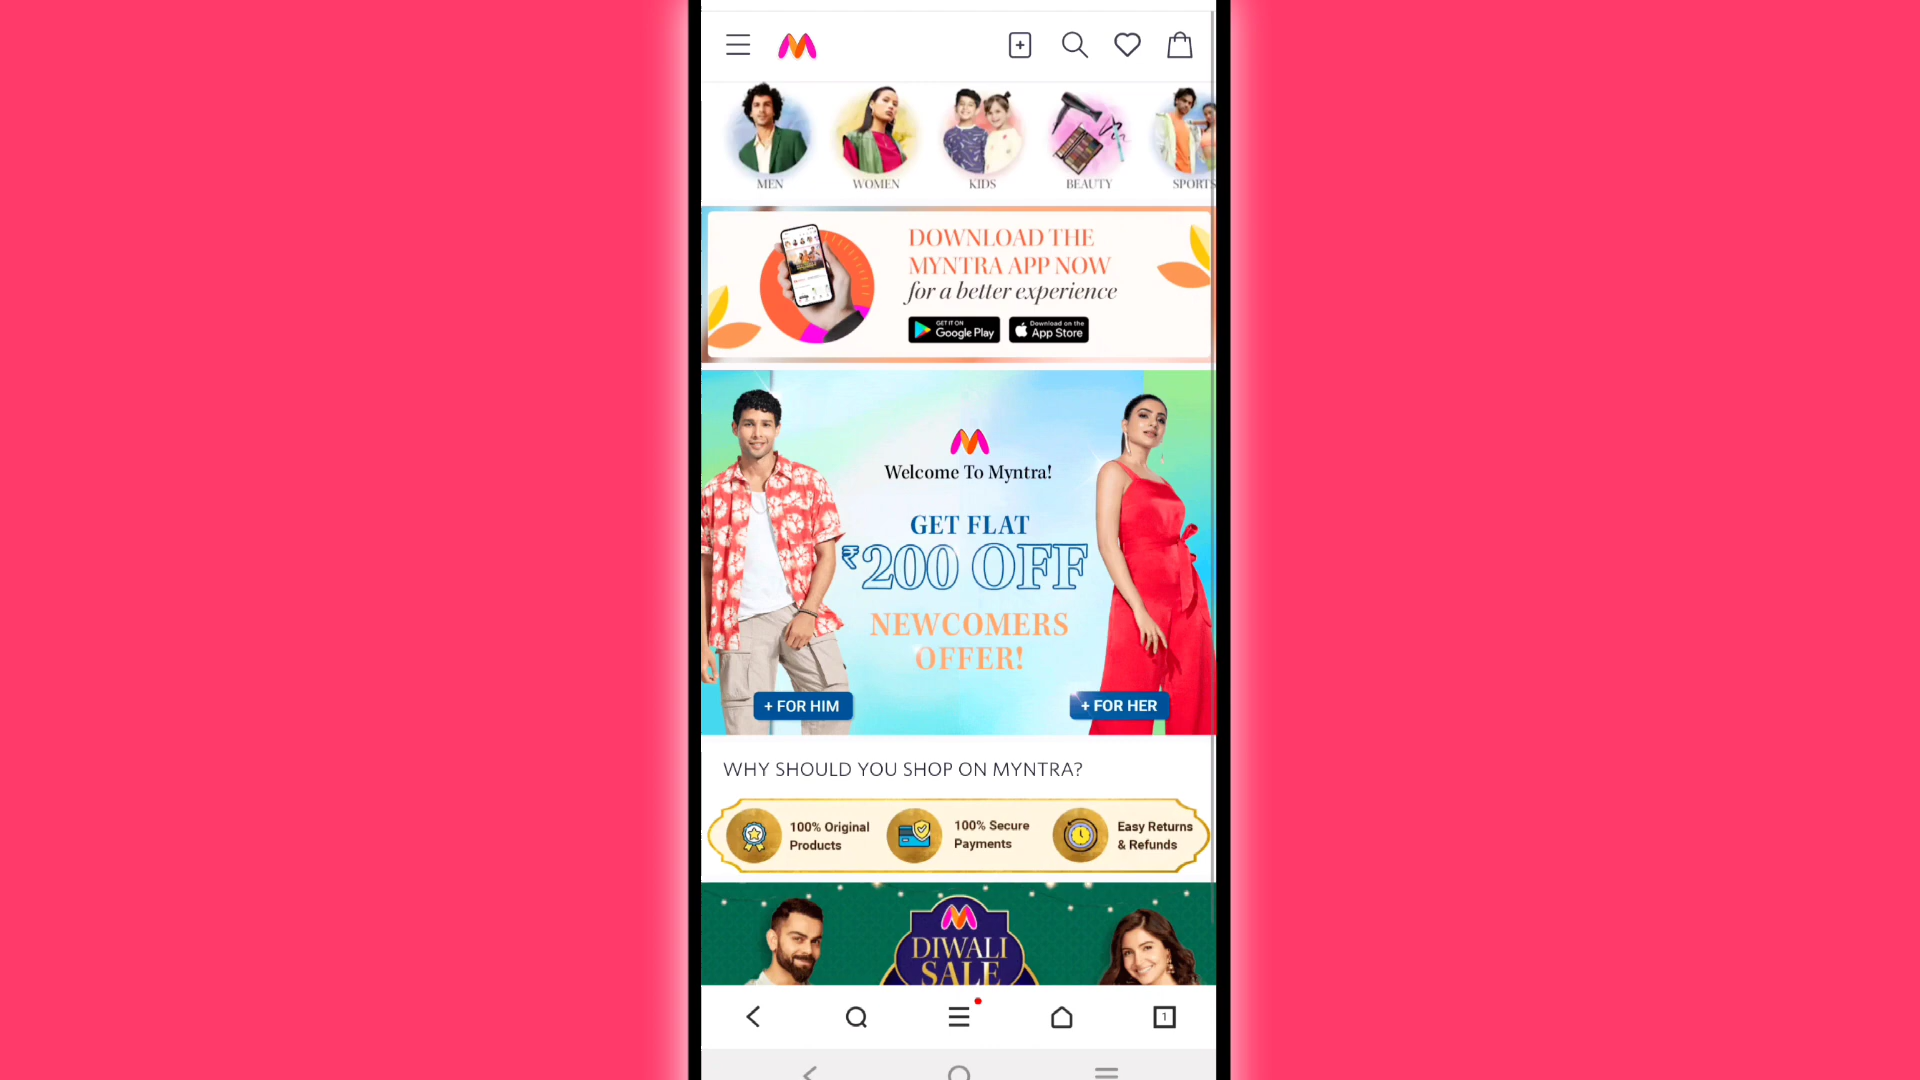 MEN
WOMEN
KIDS
BEAUTY
SPORTS
DOWNLOAD THE
MYNTRA APP NOW
for a better experience
GET IT ON
Google Play
Download on the
App Store
Welcome To Myntra!
GET FLAT
₹200 OFF
NEWCOMERS
OFFER!
+ FOR HIM
+ FOR HER
WHY SHOULD YOU SHOP ON MYNTRA?
100% Original
Products
100% Secure
Payments
Easy Returns
& Refunds
DIWALI
SALE
1